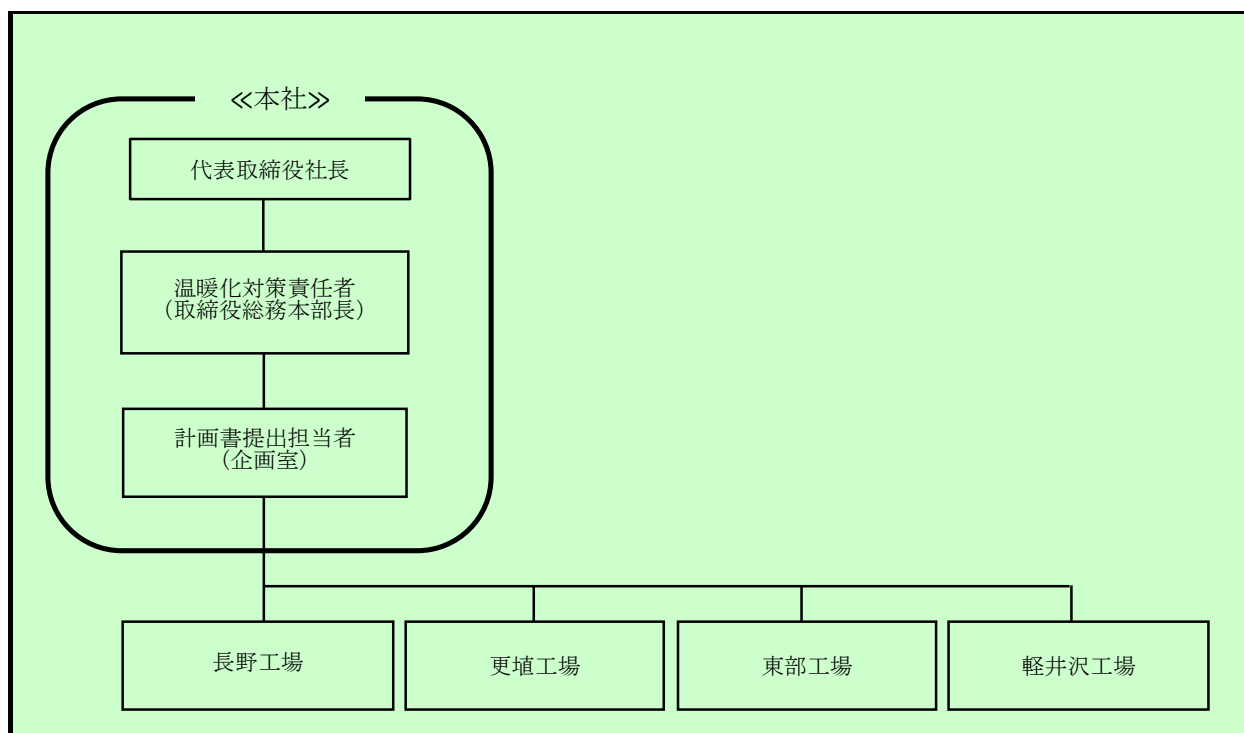 ≪本社≫
代表取締役社長
温暖化対策責任者
（取締役総務本部長）
計画書提出担当者
（企画室）
長野工場
更埴工場
東部工場
軽井沢工場